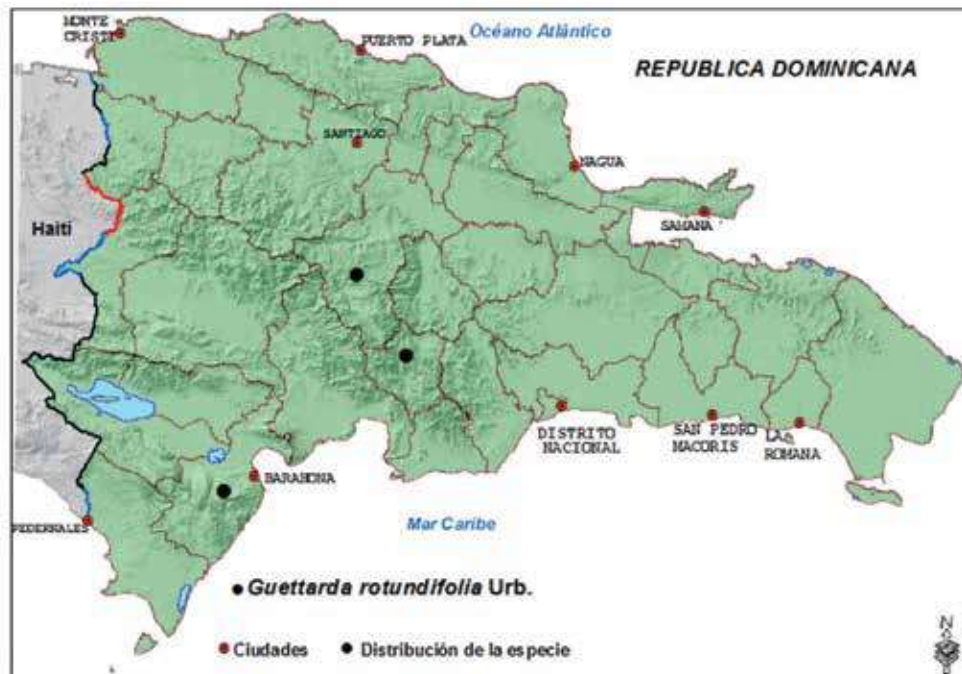 MONTE
CRISTI
PUERTO PLATA
Océano Atlántico
REPUBLICA DOMINICANA
SANTIAGO
NAGUA
SAMANA
Haití
DISTRITO
NACIONAL
SAN PEDRO
MACORIS
LA
ROMANA
BARAHONA
PEDERNALES
Mar Caribe
Guettarda rotundifolia Urb.
Ciudades
Distribución de la especie
N